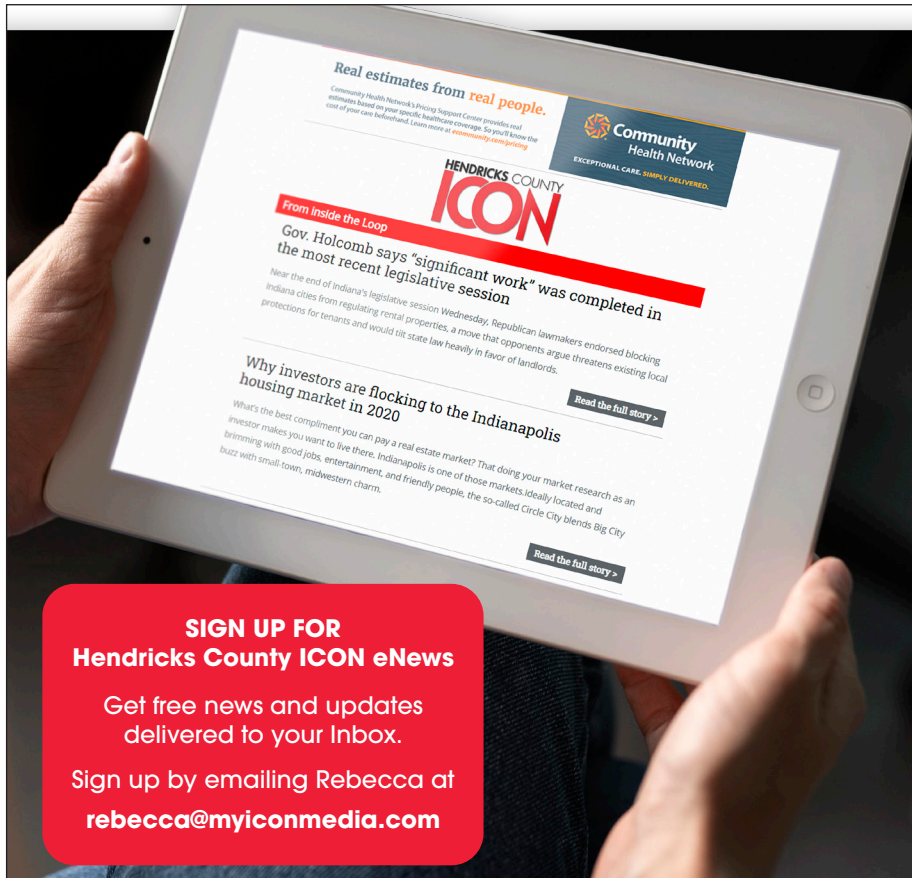 Real estimates from real people.
Community Health Network's Pricing Support Center provides real
estimates based on your specific healthcare coverage. So you'll know the
cost of your care beforehand. Learn more at ecommunity.com/pricing
Community
Health Network
EXCEPTIONAL CARE. SIMPLY DELIVERED.
HENDRICKS COUNTY
ICON
From Inside the Loop
Gov. Holcomb says “significant work” was completed in
the most recent legislative session
Near the end of Indiana's legislative session Wednesday, Republican lawmakers endorsed blocking
Indiana cities from regulating rental properties, a move that opponents argue threatens existing local
protections for tenants and would tilt state law heavily in favor of landlords.
Read the full story >
Why investors are flocking to the Indianapolis
housing market in 2020
What's the best compliment you can pay a real estate market? That doing your market research as an
investor makes you want to live there. Indianapolis is one of those markets.Ideally located and
brimming with good jobs, entertainment, and friendly people, the so-called Circle City blends Big City
buzz with small-town, midwestern charm.
Read the full story >
SIGN UP FOR
Hendricks County ICON eNews
Get free news and updates
delivered to your Inbox.
Sign up by emailing Rebecca at
rebecca@myiconmedia.com